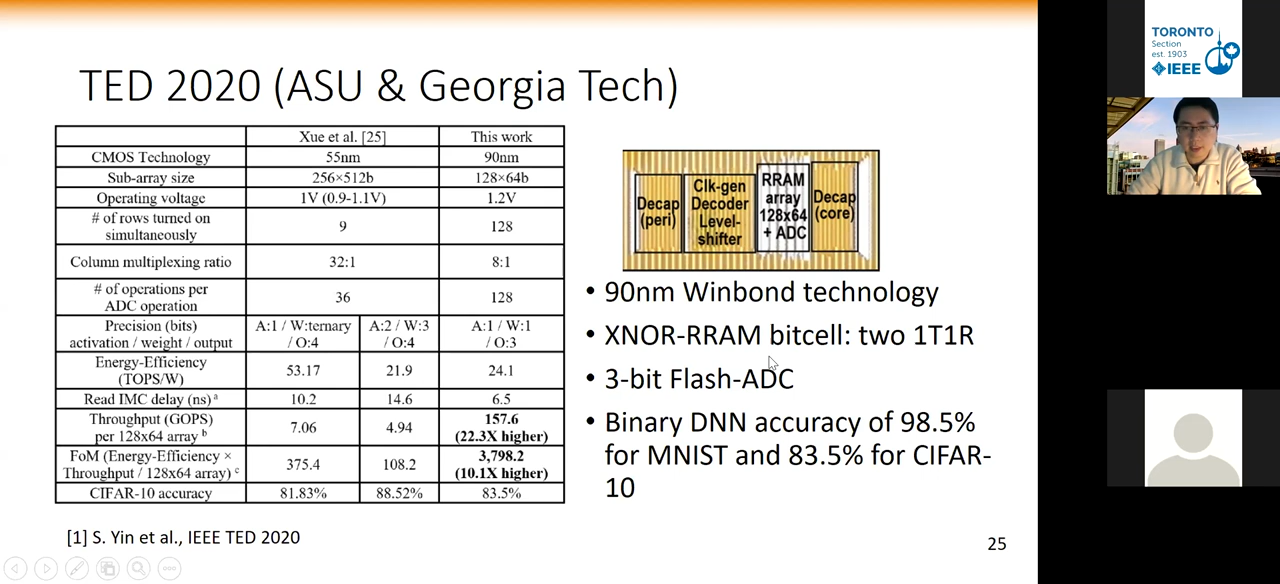 TED 2020 (ASU & Georgia Tech)
Xue et al. [25] This work
CMOS Technology 55nm 90nm
Sub-array size 256×512b 128×64b
Operating voltage 1V (0.9-1.1V) 1.2V
# of rows turned on
simultaneously 9 128
Column multiplexing ratio 32:1 8:1
# of operations per
ADC operation 36 128
Precision (bits) A:1 / W:ternary A:2 / W:3 A:1 / W:1
activation / weight / output / O:4 / O:4 / O:3
Energy-Efficiency
(TOPS/W) 53.17 21.9 24.1
Read IMC delay (ns) a 10.2 14.6 6.5
Throughput (GOPS) 157.6
per 128x64 array b 7.06 4.94 (22.3X higher)
FoM (Energy-Efficiency × 3,798.2
Throughput / 128x64 array) c 375.4 108.2 (10.1X higher)
CIFAR-10 accuracy 81.83% 88.52% 83.5%
[1] S. Yin et al., IEEE TED 2020
Decap
(peri)
Clk-gen
Decoder
Level-
shifter
RRAM
array
128x64
+ ADC
Decap
(core)
• 90nm Winbond technology
• XNOR-RRAM bitcell: two 1T1R
• 3-bit Flash-ADC
• Binary DNN accuracy of 98.5%
for MNIST and 83.5% for CIFAR-
10
25
TORONTO
Section
est. 1903
IEEE